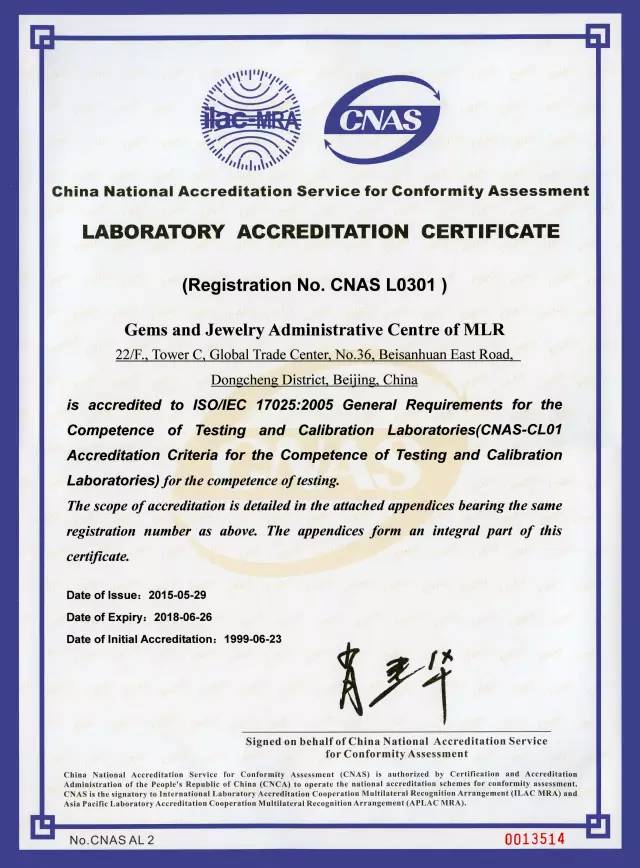 ilac-MRA
CNAS
China National Accreditation Service for Conformity Assessment
LABORATORY ACCREDITATION CERTIFICATE
(Registration No. CNAS L0301 )
Gems and Jewelry Administrative Centre of MLR
22/F., Tower C, Global Trade Center, No.36, Beisanhuan East Road,
Dongcheng District, Beijing, China
is accredited to ISO/IEC 17025:2005 General Requirements for the
Competence of Testing and Calibration Laboratories(CNAS-CL01
Accreditation Criteria for the Competence of Testing and Calibration
Laboratories) for the competence of testing.
The scope of accreditation is detailed in the attached appendices bearing the same
registration number as above. The appendices form an integral part of this
certificate.
Date of Issue：2015-05-29
Date of Expiry：2018-06-26
Date of Initial Accreditation：1999-06-23
Signed on behalf of China National Accreditation Service
for Conformity Assessment
China National Accreditation Service for Conformity Assessment (CNAS) is authorized by Certification and Accreditation
Administration of the People's Republic of China (CNCA) to operate the national accreditation schemes for conformity assessment.
CNAS is the signatory to International Laboratory Accreditation Cooperation Multilateral Recognition Arrangement (ILAC MRA) and
Asia Pacific Laboratory Accreditation Cooperation Multilateral Recognition Arrangement (APLAC MRA).
No.CNAS AL 2
0013514